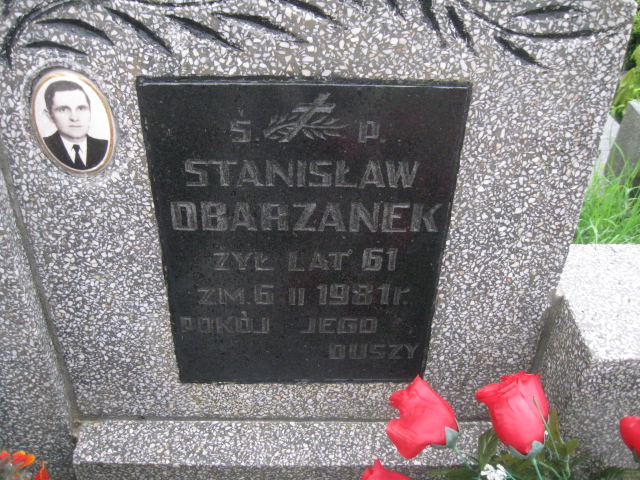 Ś. P.
STANISŁAW
OBARZANEK
ŻYŁ LAT 61
ZM. 6 II 1981 r.
POKÓJ JEGO
DUSZY